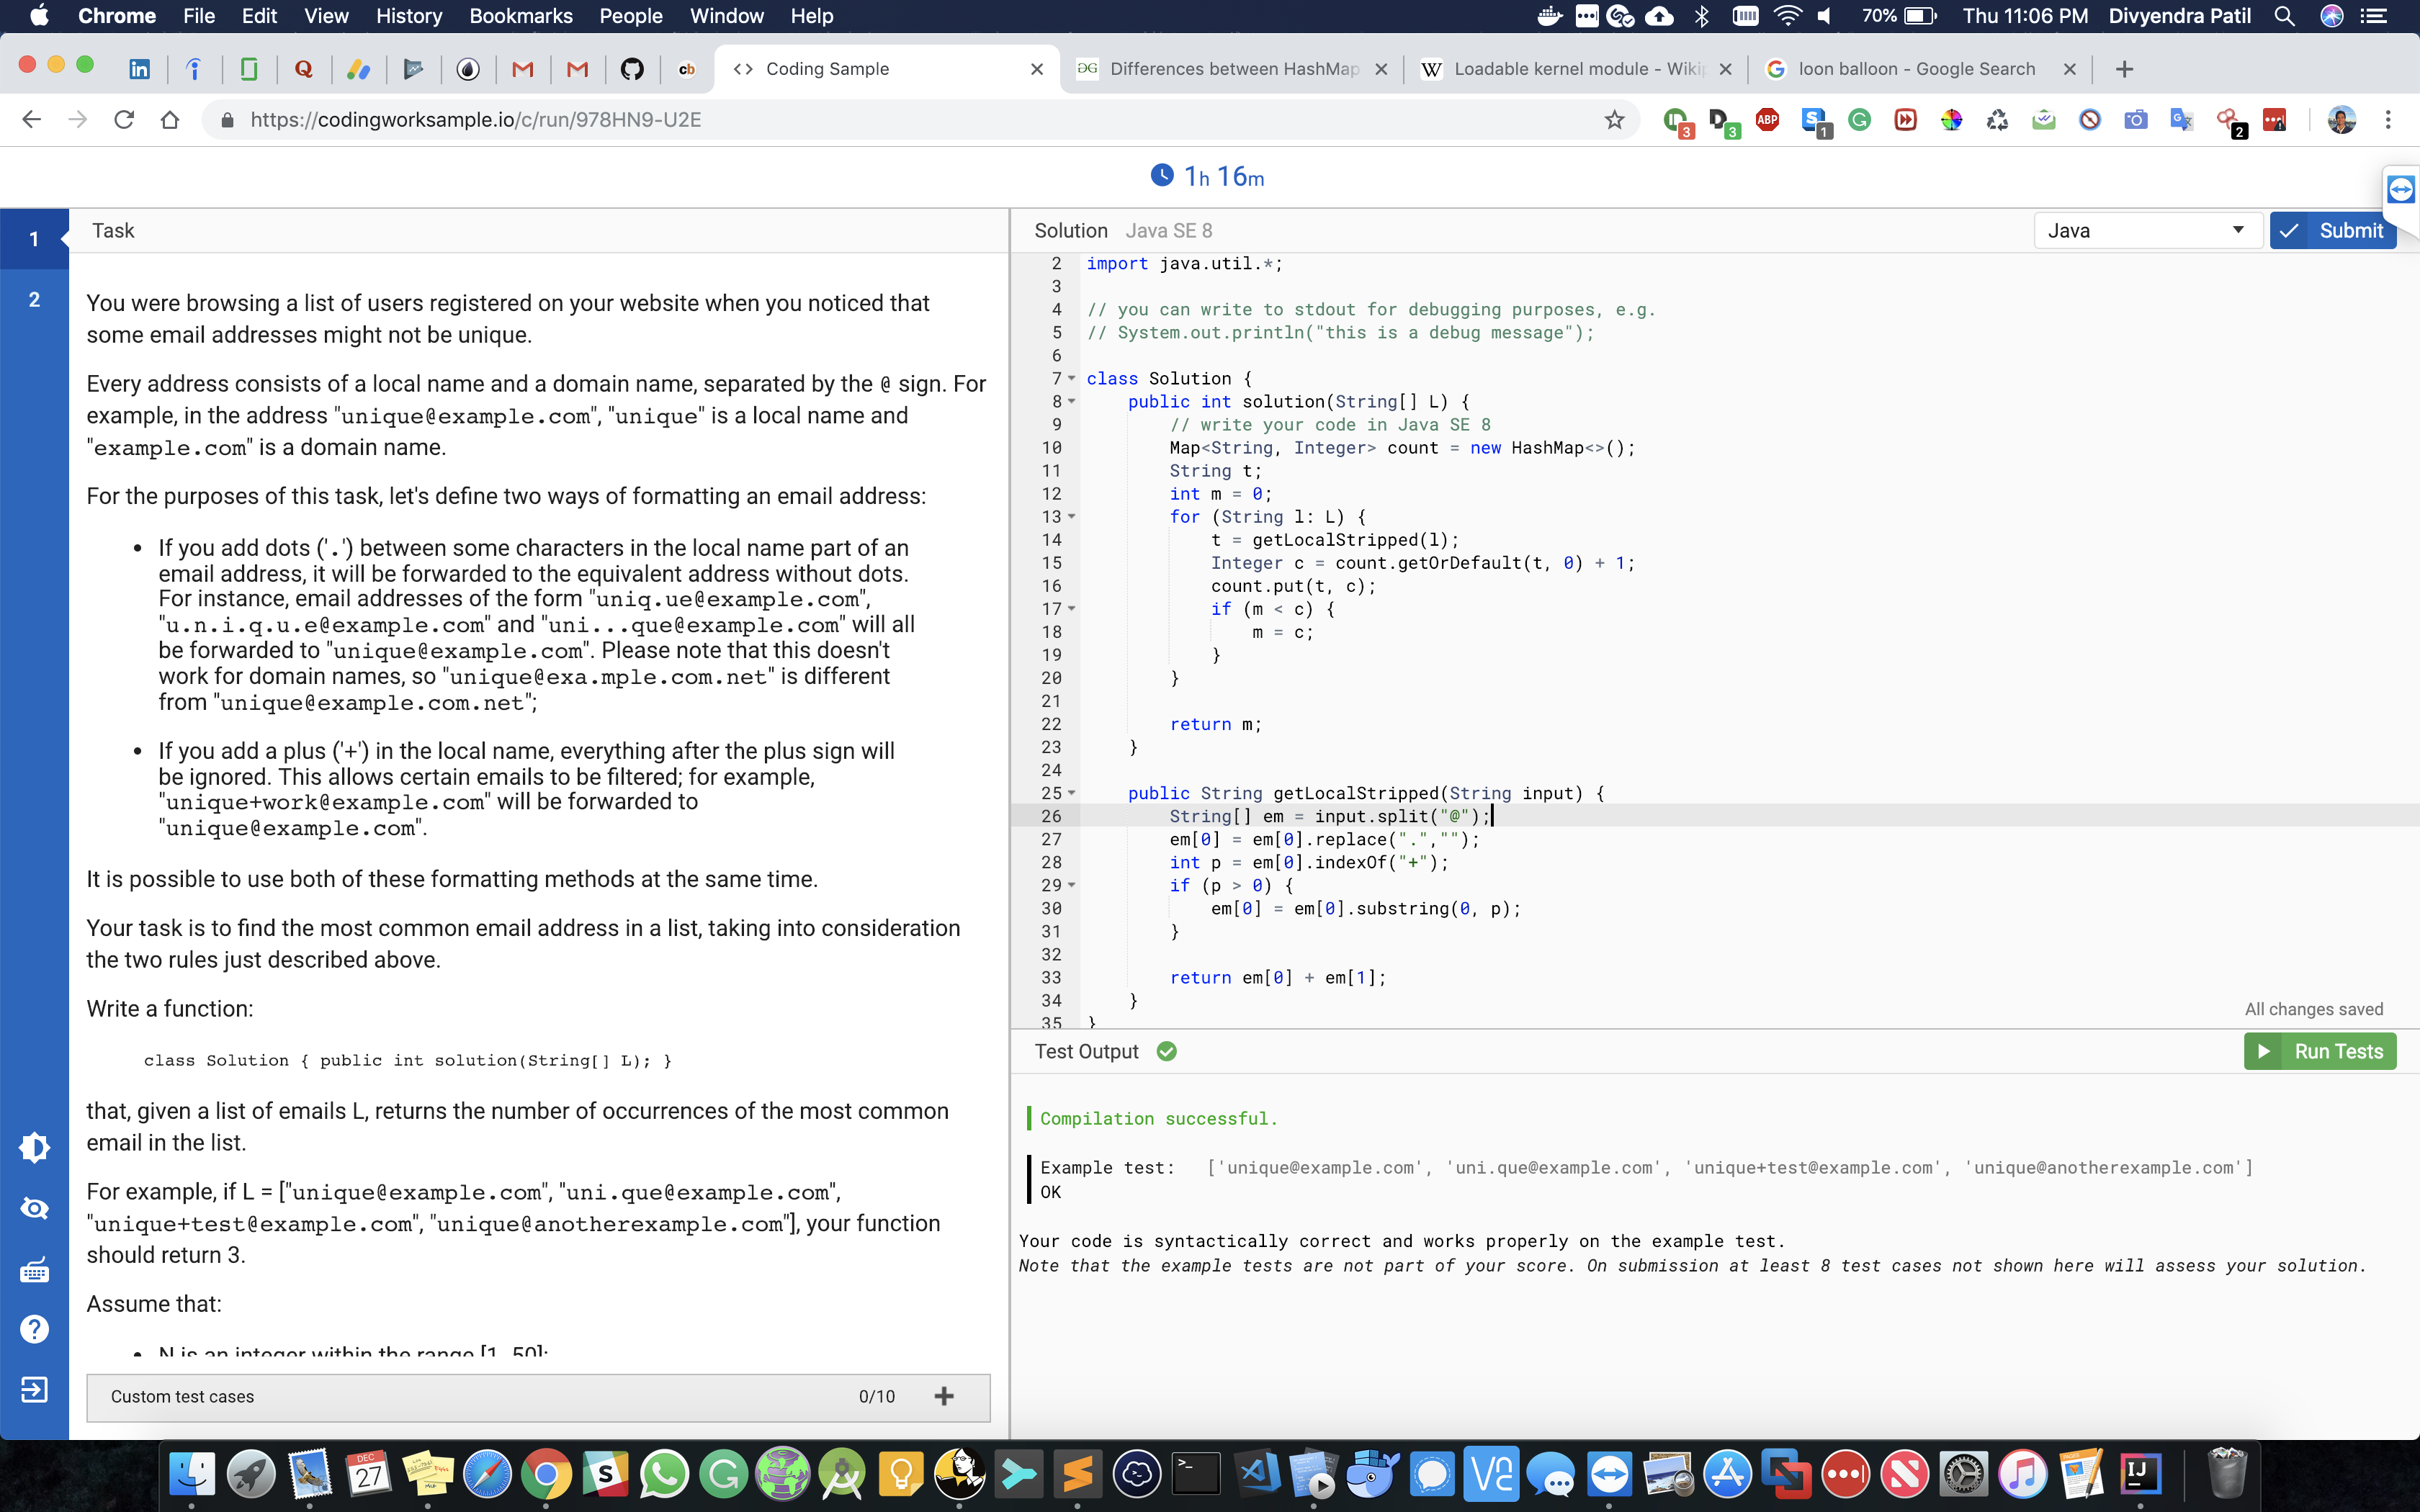 Chrome File Edit View History Bookmarks People Window Help
70% Thu 11:06 PM Divyendra Patil
Coding Sample
Differences between HashMap
Loadable kernel module - Wiki
loon balloon - Google Search
https://codingworksample.io/c/run/978HN9-U2E
1h 16m
1
2
Task
You were browsing a list of users registered on your website when you noticed that
some email addresses might not be unique.
Every address consists of a local name and a domain name, separated by the @ sign. For
example, in the address "unique@example.com", "unique" is a local name and
"example.com" is a domain name.
For the purposes of this task, let's define two ways of formatting an email address:
• If you add dots ('.') between some characters in the local name part of an
email address, it will be forwarded to the equivalent address without dots.
For instance, email addresses of the form "uniq.ue@example.com",
"u.n.i.q.u.e@example.com" and "uni...que@example.com" will all
be forwarded to "unique@example.com". Please note that this doesn't
work for domain names, so "unique@exa.mple.com.net" is different
from "unique@example.com.net";
• If you add a plus ('+') in the local name, everything after the plus sign will
be ignored. This allows certain emails to be filtered; for example,
"unique+work@example.com" will be forwarded to
"unique@example.com".
It is possible to use both of these formatting methods at the same time.
Your task is to find the most common email address in a list, taking into consideration
the two rules just described above.
Write a function:
class Solution { public int solution(String[] L); }
that, given a list of emails L, returns the number of occurrences of the most common
email in the list.
For example, if L = ["unique@example.com", "uni.que@example.com",
"unique+test@example.com", "unique@anotherexample.com"], your function
should return 3.
Assume that:
• N is an integer within the range [1..50];
Custom test cases 0/10 +
Solution Java SE 8
Java
Submit
2 import java.util.*;
3
4 // you can write to stdout for debugging purposes, e.g.
5 // System.out.println("this is a debug message");
6
7 class Solution {
8 public int solution(String[] L) {
9 // write your code in Java SE 8
10 Map<String, Integer> count = new HashMap<>();
11 String t;
12 int m = 0;
13 for (String l: L) {
14 t = getLocalStripped(l);
15 Integer c = count.getOrDefault(t, 0) + 1;
16 count.put(t, c);
17 if (m < c) {
18 m = c;
19 }
20 }
21
22 return m;
23 }
24
25 public String getLocalStripped(String input) {
26 String[] em = input.split("@");
27 em[0] = em[0].replace(".","");
28 int p = em[0].indexOf("+");
29 if (p > 0) {
30 em[0] = em[0].substring(0, p);
31 }
32
33 return em[0] + em[1];
34 }
35 }
All changes saved
Test Output
Run Tests
Compilation successful.
Example test: ['unique@example.com', 'uni.que@example.com', 'unique+test@example.com', 'unique@anotherexample.com']
OK
Your code is syntactically correct and works properly on the example test.
Note that the example tests are not part of your score. On submission at least 8 test cases not shown here will assess your solution.
DEC
27